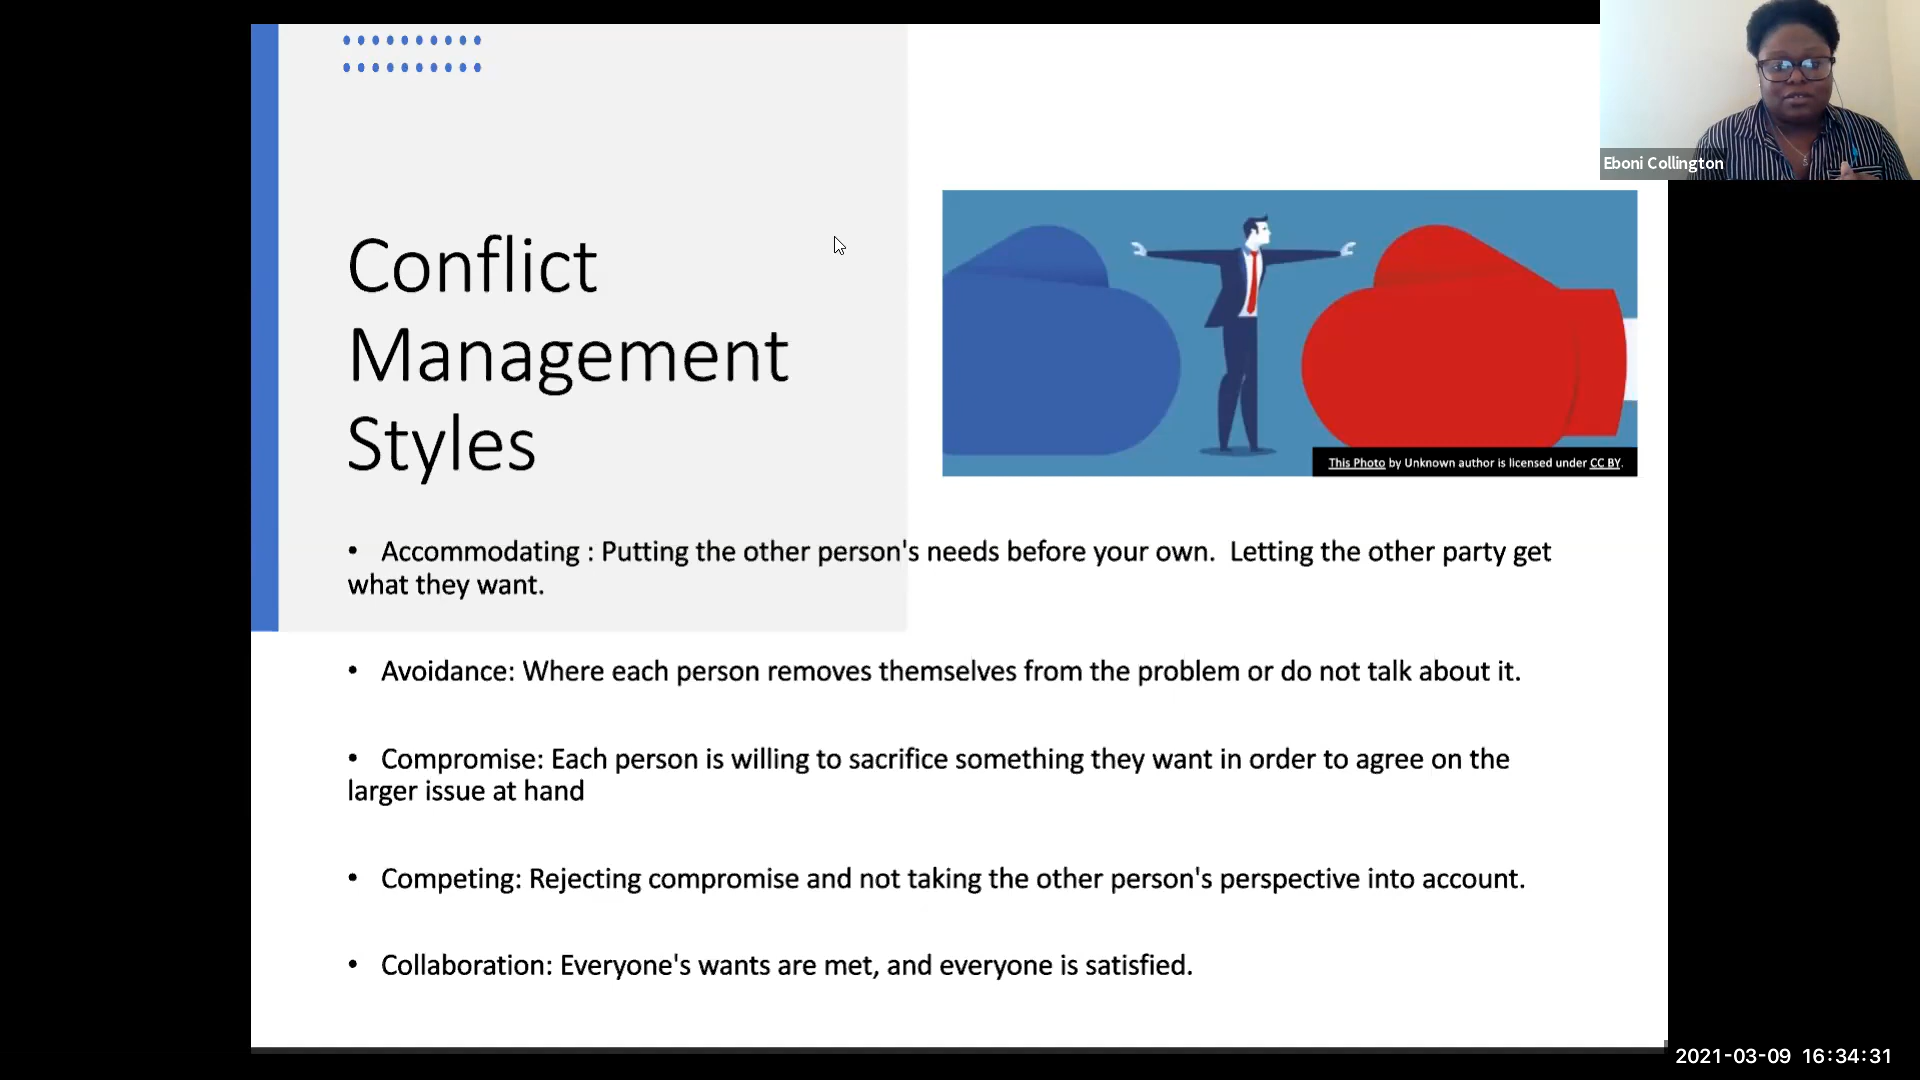 Eboni Collington
Conflict
Management
Styles
This Photo by Unknown author is licensed under CC BY.
• Accommodating : Putting the other person's needs before your own.  Letting the other party get
what they want.
• Avoidance: Where each person removes themselves from the problem or do not talk about it.
• Compromise: Each person is willing to sacrifice something they want in order to agree on the
larger issue at hand
• Competing: Rejecting compromise and not taking the other person's perspective into account.
• Collaboration: Everyone's wants are met, and everyone is satisfied.
2021-03-09 16:34:31